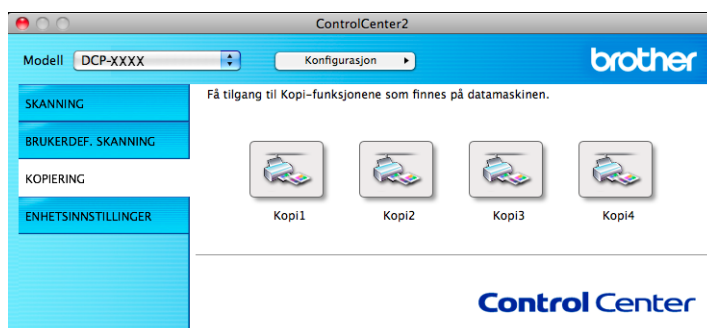 ControlCenter2
Modell DCP-XXXX Konfigurasjon brother
SKANNING
BRUKERDEF. SKANNING
KOPIERING
ENHETSINNSTILLINGER
Få tilgang til Kopi-funksjonene som finnes på datamaskinen.
Kopi1 Kopi2 Kopi3 Kopi4
Control Center